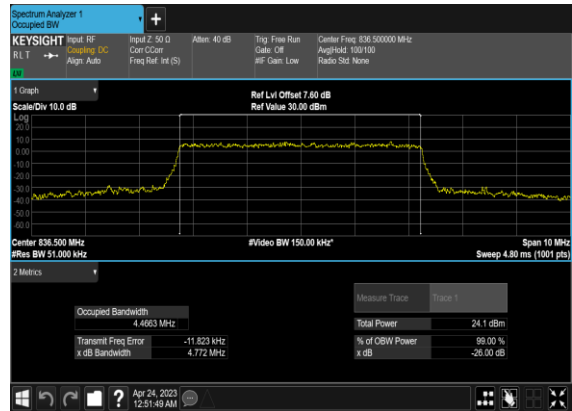 Spectrum Analyzer 1
Occupied BW
+
KEYSIGHT Input: RF Input Z: 50 Ω Atten: 40 dB Trig: Free Run Center Freq: 836.500000 MHz
RLT Coupling: DC Corr CCorr Gate: Off Avg|Hold: 100/100
Align: Auto Freq Ref: Int (S) #IF Gain: Low Radio Std: None
1 Graph
Ref Lvl Offset 7.60 dB
Scale/Div 10.0 dB Ref Value 30.00 dBm
Log
20.0
10.0
0.00
-10.0
-20.0
-30.0
-40.0
-50.0
-60.0
Center 836.500 MHz #Video BW 150.00 kHz* Span 10 MHz
#Res BW 51.000 kHz Sweep 4.80 ms (1001 pts)
2 Metrics
Measure Trace Trace 1
Occupied Bandwidth
4.4663 MHz Total Power 24.1 dBm
Transmit Freq Error -11.823 kHz % of OBW Power 99.00 %
x dB Bandwidth 4.772 MHz x dB -26.00 dB
? Apr 24, 2023
12:51:49 AM